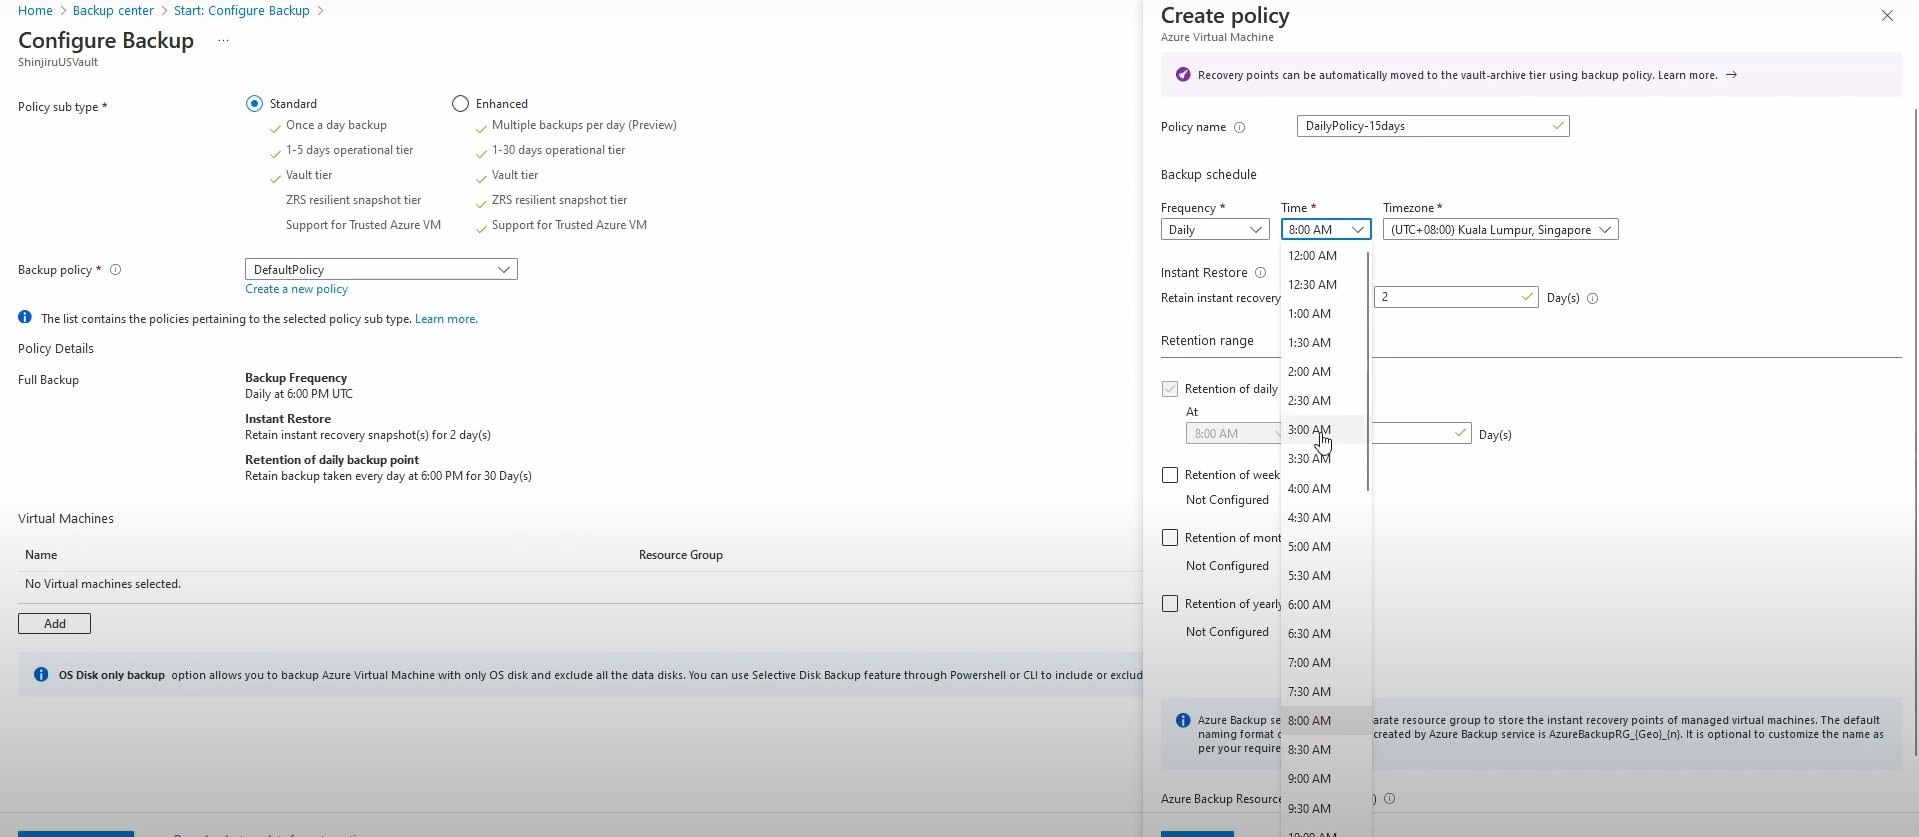 Home > Backup center > Start: Configure Backup >
Configure Backup ...
ShinjiruUSVault
Policy sub type *
Standard
Once a day backup
1-5 days operational tier
Vault tier
ZRS resilient snapshot tier
Support for Trusted Azure VM
Enhanced
Multiple backups per day (Preview)
1-30 days operational tier
Vault tier
ZRS resilient snapshot tier
Support for Trusted Azure VM
Backup policy *
DefaultPolicy
Create a new policy
The list contains the policies pertaining to the selected policy sub type. Learn more.
Policy Details
Full Backup
Backup Frequency
Daily at 6:00 PM UTC
Instant Restore
Retain instant recovery snapshot(s) for 2 day(s)
Retention of daily backup point
Retain backup taken every day at 6:00 PM for 30 Day(s)
Virtual Machines
Name Resource Group
No Virtual machines selected.
Add
OS Disk only backup option allows you to backup Azure Virtual Machine with only OS disk and exclude all the data disks. You can use Selective Disk Backup feature through Powershell or CLI to include or exclud
Create policy
Azure Virtual Machine
Recovery points can be automatically moved to the vault-archive tier using backup policy. Learn more. →
Policy name DailyPolicy-15days
Backup schedule
Frequency * Time * Timezone *
Daily 8:00 AM (UTC+08:00) Kuala Lumpur, Singapore
12:00 AM
12:30 AM
1:00 AM
1:30 AM
2:00 AM
2:30 AM
3:00 AM
3:30 AM
4:00 AM
4:30 AM
5:00 AM
5:30 AM
6:00 AM
6:30 AM
7:00 AM
7:30 AM
8:00 AM
8:30 AM
9:00 AM
9:30 AM
10:00 AM
Instant Restore
Retain instant recovery 2 Day(s)
Retention range
Retention of daily
At
8:00 AM Day(s)
Retention of week
Not Configured
Retention of mont
Not Configured
Retention of yearly
Not Configured
Azure Backup se arate resource group to store the instant recovery points of managed virtual machines. The default
naming format created by Azure Backup service is AzureBackupRG_{Geo}_{n}. It is optional to customize the name as
per your require
Azure Backup Resource )